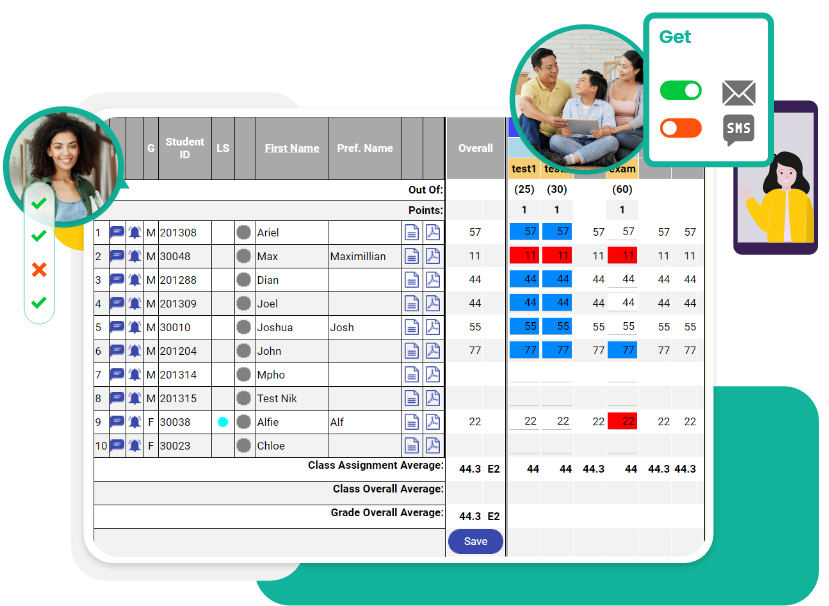 Get
SMS
G Student ID LS First Name Pref. Name Overall
test1 exam
Out Of: (25) (30) (60)
Points: 1 1 1
1 M 201308 Ariel 57 57 57 57 57 57 57
2 M 30048 Max Maximillian 11 11 11 11 11 11 11
3 M 201288 Dian 44 44 44 44 44 44 44
4 M 201309 Joel 44 44 44 44 44 44 44
5 M 30010 Joshua Josh 55 55 55 55 55 55 55
6 M 201204 John 77 77 77 77 77 77 77
7 M 201314 Mpho
8 M 201315 Test Nik
9 F 30038 Alfie Alf 22 22 22 22 22 22 22
10 F 30023 Chloe
Class Assignment Average: 44.3 E2 44 44 44.3 44 44.3 44.3
Class Overall Average:
Grade Overall Average: 44.3 E2
Save